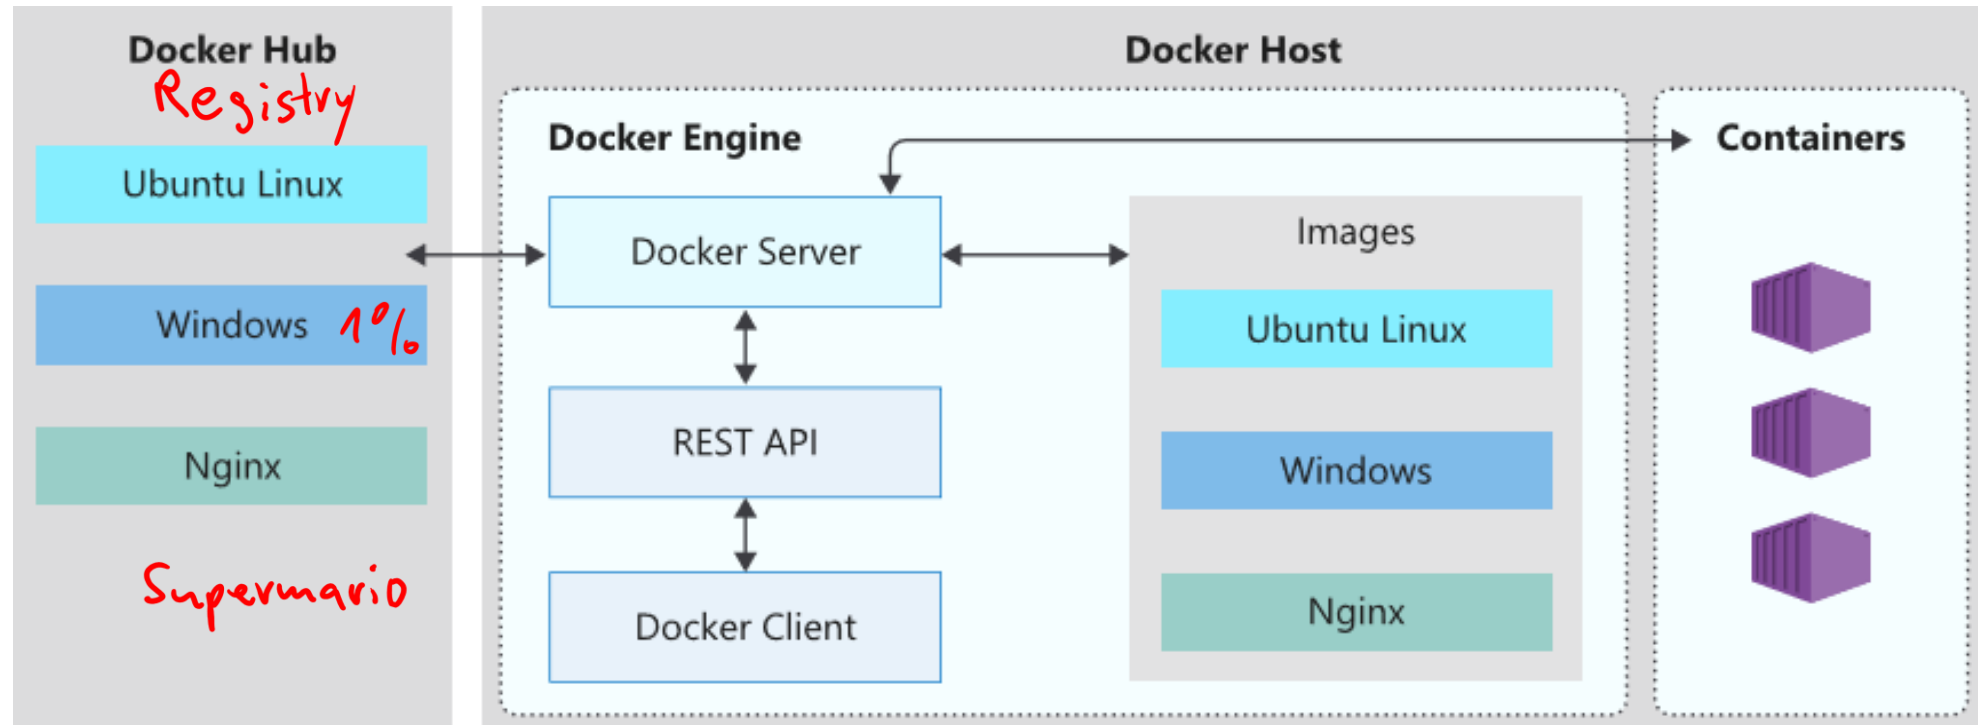 Docker Hub
Registry
Ubuntu Linux
Windows 1%
Nginx
Supermario
Docker Host
Docker Engine
Docker Server
REST API
Docker Client
Images
Ubuntu Linux
Windows
Nginx
Containers